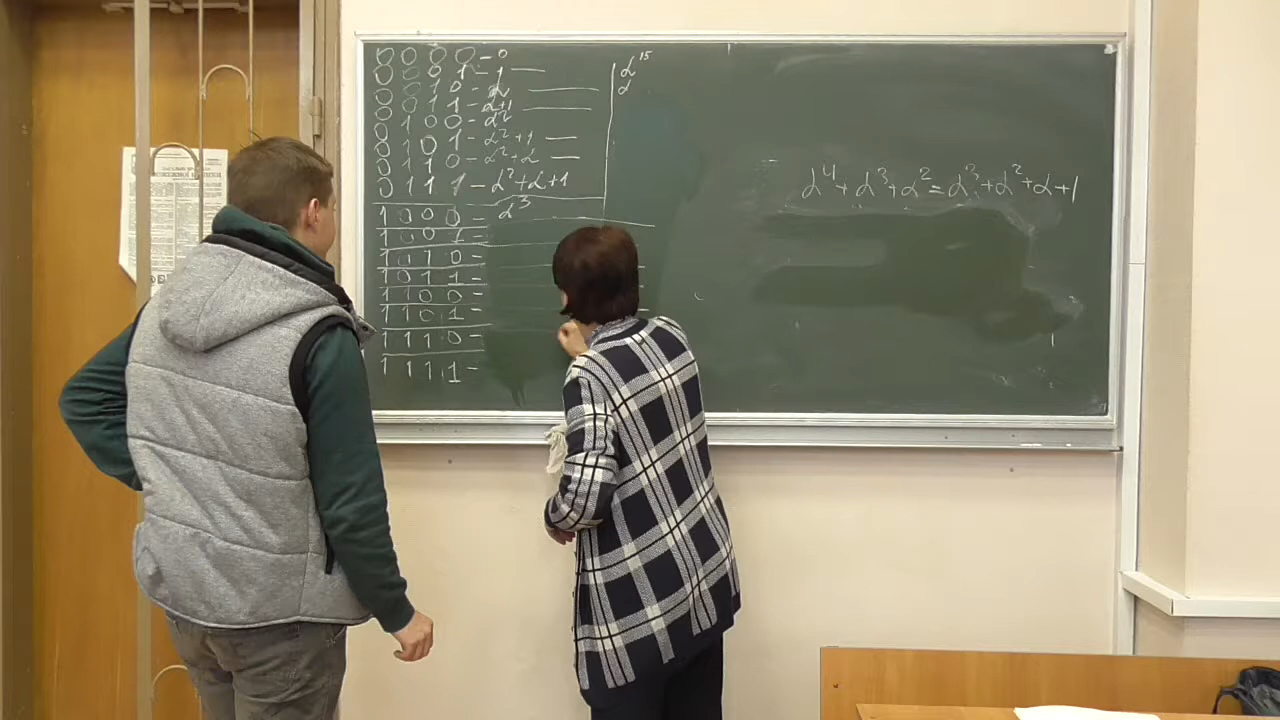 0 0 0 0 - 0
0 0 0 1 - 1
0 0 1 0 - α
0 0 1 1 - α+1
0 1 0 0 - α²
0 1 0 1 - α²+1
0 1 1 0 - α²+α
0 1 1 1 - α²+α+1
1 0 0 0 - α³
1 0 0 1 -
1 0 1 0 -
1 0 1 1 -
1 1 0 0 -
1 1 0 1 -
1 1 1 0 -
1 1 1 1 -
α¹⁵
α
α⁴+α³+α²=α³+α²+α+1